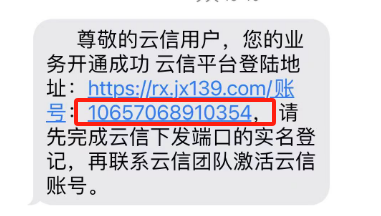 尊敬的云信用户，您的业
务开通成功 云信平台登陆地
址：https://rx.jx139.com/账
号：10657068910354，请
先完成云信下发端口的实名登
记，再联系云信团队激活云信
账号。